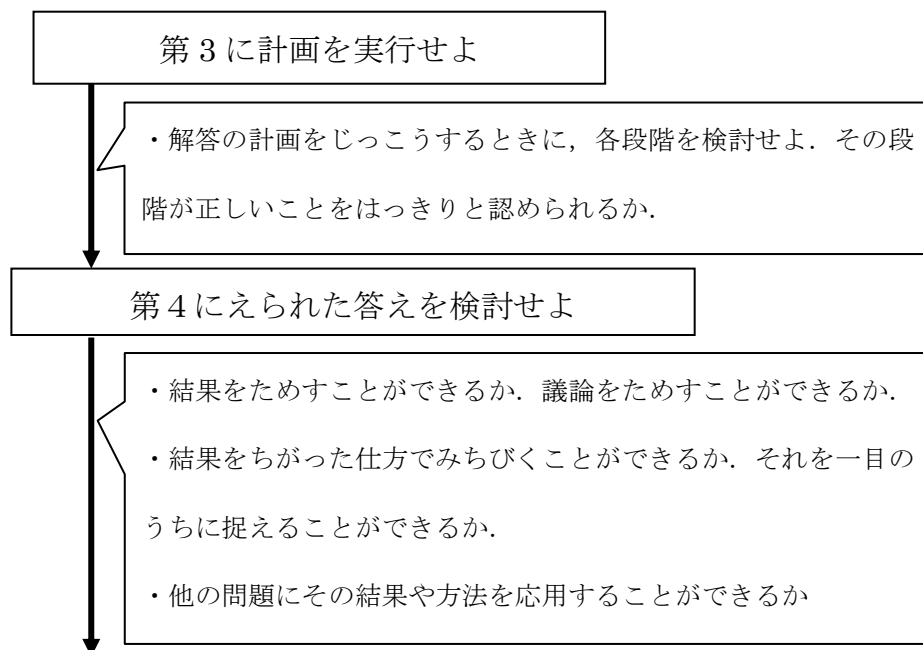 第3に計画を実行せよ
・解答の計画をじっこうするときに，各段階を検討せよ．その段
階が正しいことをはっきりと認められるか．
第4にえられた答えを検討せよ
・結果をためすことができるか．議論をためすことができるか．
・結果をちがった仕方でみちびくことができるか．それを一目の
うちに捉えることができるか．
・他の問題にその結果や方法を応用することができるか